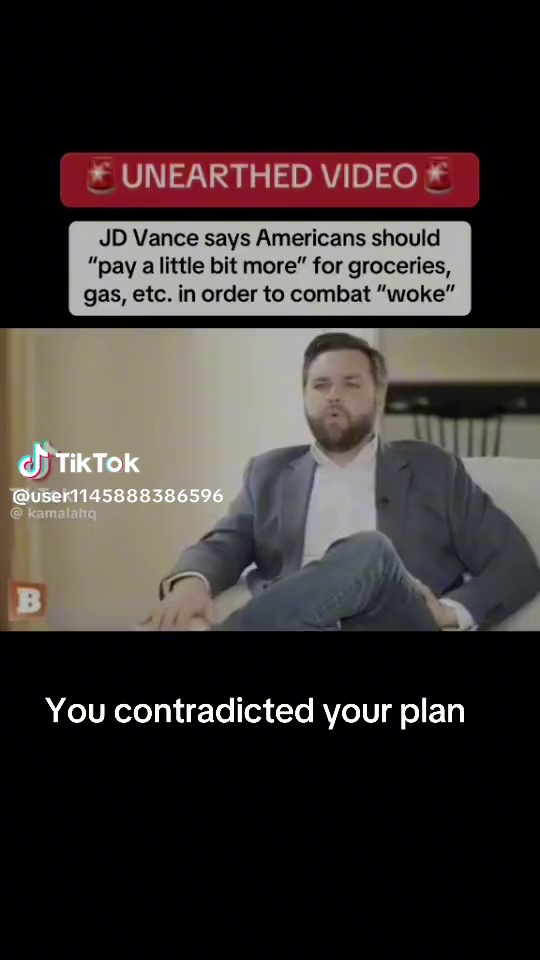 🚨UNEARTHED VIDEO🚨
JD Vance says Americans should
“pay a little bit more” for groceries,
gas, etc. in order to combat “woke”
TikTok
@user1145888386596
@ kamalahq
B
You contradicted your plan